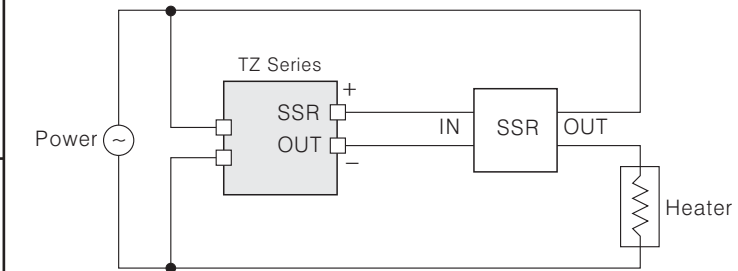 TZ Series
+
SSR
OUT
−
Power
~
IN
SSR
OUT
Heater